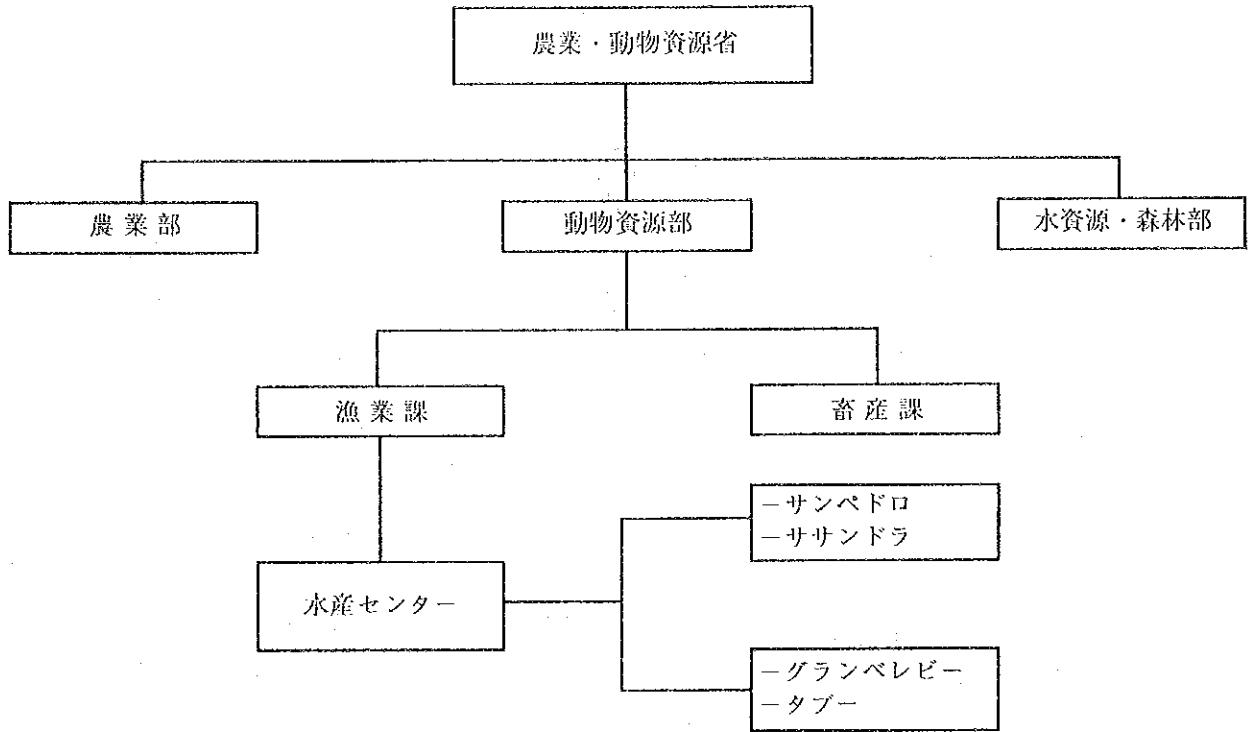 農業・動物資源省
農業部
動物資源部
水資源・森林部
漁業課
畜産課
－サンペドロ
－ササンドラ
水産センター
－グランベレビー
－タブー